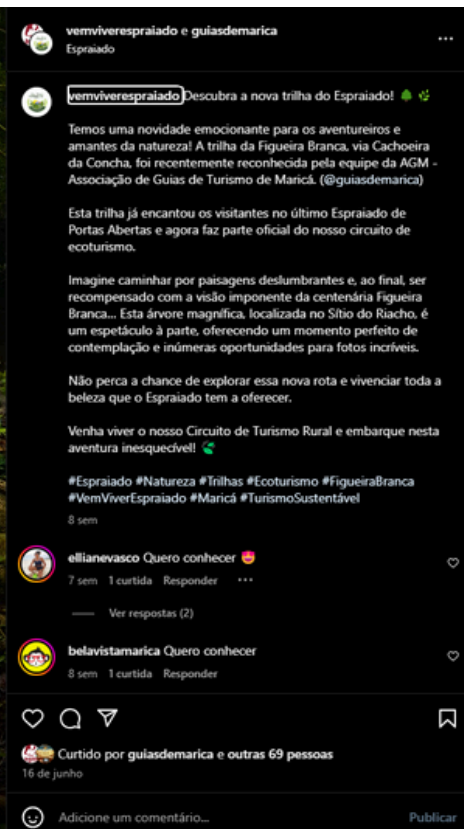 vemviverespraiado e guiasdemarica
Espraiado
vemviverespraiado Descubra a nova trilha do Espraiado! 🌲🌿
Temos uma novidade emocionante para os aventureiros e
amantes da natureza! A trilha da Figueira Branca, via Cachoeira
da Concha, foi recentemente reconhecida pela equipe da AGM -
Associação de Guias de Turismo de Maricá. (@guiasdemarica)
Esta trilha já encantou os visitantes no último Espraiado de
Portas Abertas e agora faz parte oficial do nosso circuito de
ecoturismo.
Imagine caminhar por paisagens deslumbrantes e, ao final, ser
recompensado com a visão imponente da centenária Figueira
Branca... Esta árvore magnífica, localizada no Sítio do Riacho, é
um espetáculo à parte, oferecendo um momento perfeito de
contemplação e inúmeras oportunidades para fotos incríveis.
Não perca a chance de explorar essa nova rota e vivenciar toda a
beleza que o Espraiado tem a oferecer.
Venha viver o nosso Circuito de Turismo Rural e embarque nesta
aventura inesquecível! 🍃
#Espraiado #Natureza #Trilhas #Ecoturismo #FigueiraBranca
#VemViverEspraiado #Maricá #TurismoSustentável
8 sem
ellianevasco Quero conhecer 😍
7 sem 1 curtida Responder
Ver respostas (2)
belavistamarica Quero conhecer
8 sem 1 curtida Responder
Curtido por guiasdemarica e outras 69 pessoas
16 de junho
Adicione um comentário... Publicar